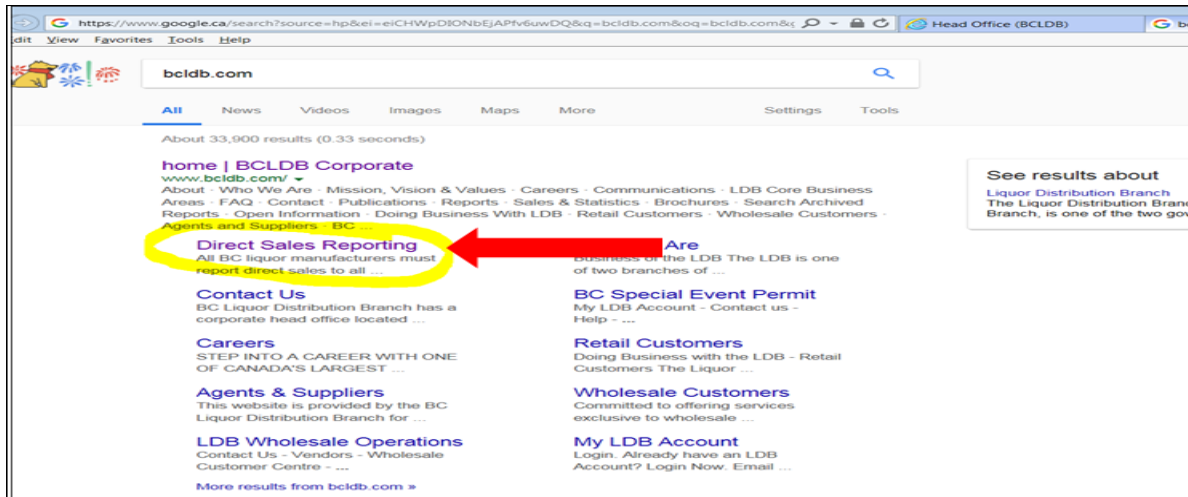 https://www.google.ca/search?source=hp&ei=eiCHWpDIONbEjAPfv6uwDQ&q=bcldb.com&oq=bcldb.com&
Head Office (BCLDB)
dit View Favorites Tools Help
bcldb.com
All News Videos Images Maps More Settings Tools
About 33,900 results (0.33 seconds)
home | BCLDB Corporate
www.bcldb.com/
About · Who We Are · Mission, Vision & Values · Careers · Communications · LDB Core Business
Areas · FAQ · Contact · Publications · Reports · Sales & Statistics · Brochures · Search Archived
Reports · Open Information · Doing Business With LDB · Retail Customers · Wholesale Customers ·
Agents and Suppliers · BC ...
Direct Sales Reporting
All BC liquor manufacturers must
report direct sales to all ...
Are
Business of the LDB The LDB is one
of two branches of ...
Contact Us
BC Liquor Distribution Branch has a
corporate head office located ...
BC Special Event Permit
My LDB Account - Contact us -
Help - ...
Careers
STEP INTO A CAREER WITH ONE
OF CANADA'S LARGEST ...
Retail Customers
Doing Business with the LDB - Retail
Customers The Liquor ...
Agents & Suppliers
This website is provided by the BC
Liquor Distribution Branch for ...
Wholesale Customers
Committed to offering services
exclusive to wholesale ...
LDB Wholesale Operations
Contact Us - Vendors - Wholesale
Customer Centre - ...
My LDB Account
Login. Already have an LDB
Account? Login Now. Email ...
More results from bcldb.com »
See results about
Liquor Distribution Branch
The Liquor Distribution Bran
Branch, is one of the two gov